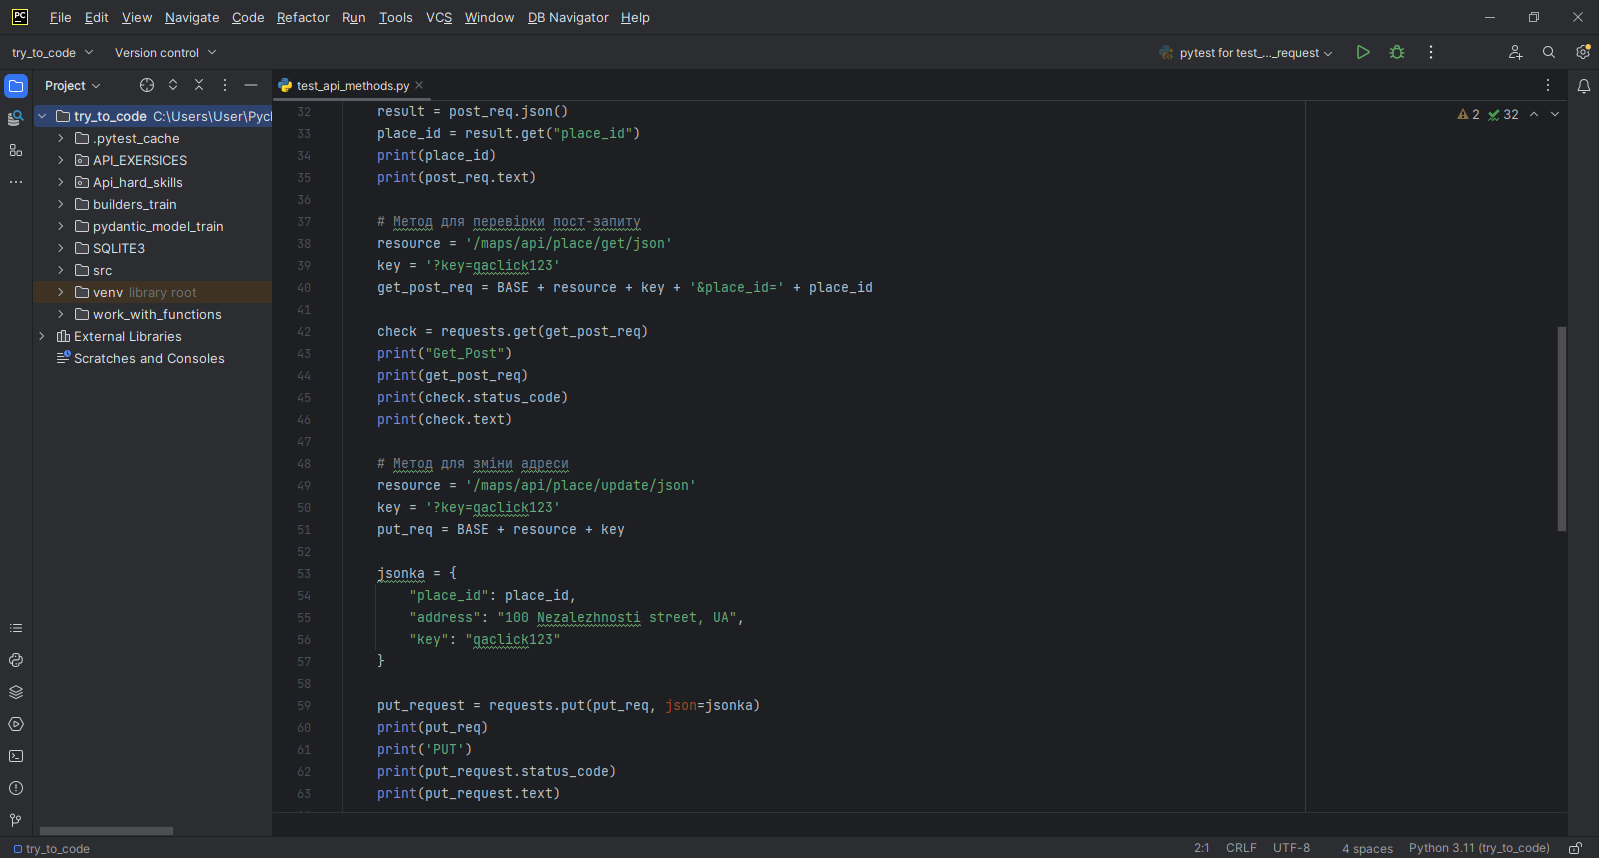 PC File Edit View Navigate Code Refactor Run Tools VCS Window DB Navigator Help
try_to_code Version control pytest for test_..._request
Project
test_api_methods.py
try_to_code C:\Users\User\Pycl
.pytest_cache
API_EXERSICES
Api_hard_skills
builders_train
pydantic_model_train
SQLITE3
src
venv library root
work_with_functions
External Libraries
Scratches and Consoles
2 32
32 result = post_req.json()
33 place_id = result.get("place_id")
34 print(place_id)
35 print(post_req.text)
36
37 # Метод для перевірки пост-запиту
38 resource = '/maps/api/place/get/json'
39 key = '?key=qaclick123'
40 get_post_req = BASE + resource + key + '&place_id=' + place_id
41
42 check = requests.get(get_post_req)
43 print("Get_Post")
44 print(get_post_req)
45 print(check.status_code)
46 print(check.text)
47
48 # Метод для зміни адреси
49 resource = '/maps/api/place/update/json'
50 key = '?key=qaclick123'
51 put_req = BASE + resource + key
52
53 jsonka = {
54 "place_id": place_id,
55 "address": "100 Nezalezhnosti street, UA",
56 "key": "qaclick123"
57 }
58
59 put_request = requests.put(put_req, json=jsonka)
60 print(put_req)
61 print('PUT')
62 print(put_request.status_code)
63 print(put_request.text)
try_to_code 2:1 CRLF UTF-8 4 spaces Python 3.11 (try_to_code)